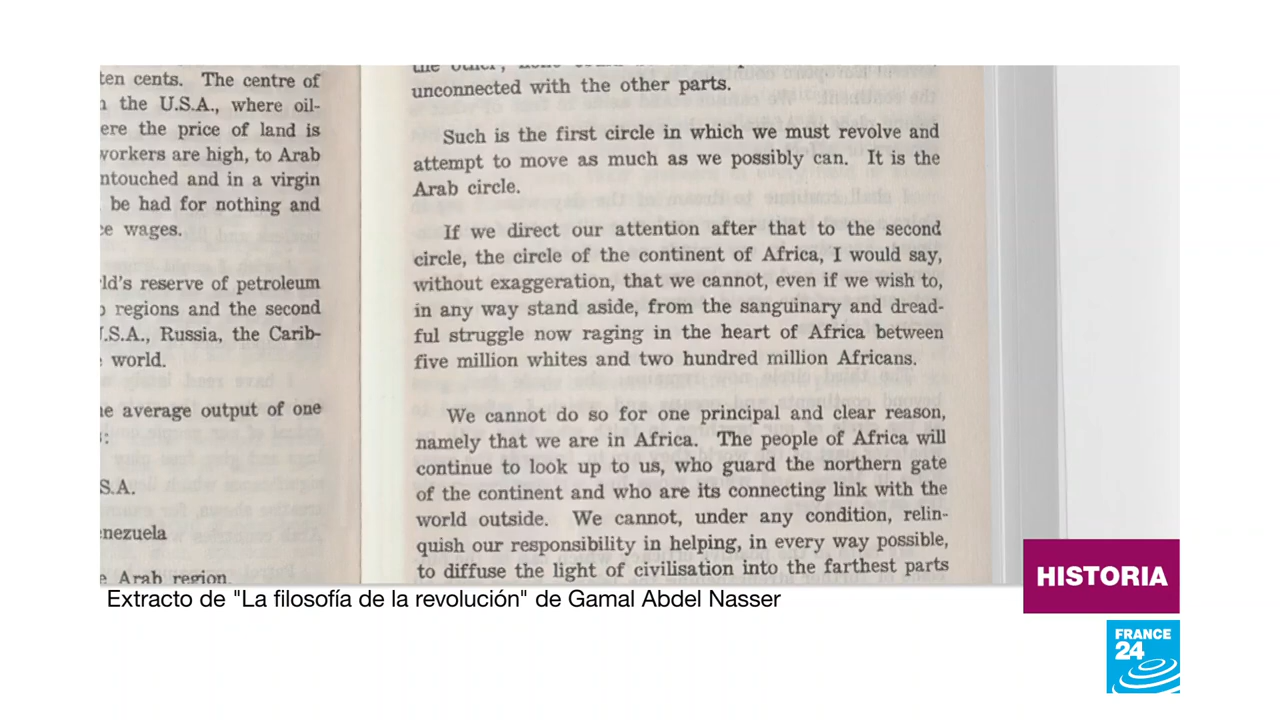 ten cents. The centre of
the U.S.A., where oil-
ere the price of land is
workers are high, to Arab
ntouched and in a virgin
be had for nothing and
ce wages.
ld's reserve of petroleum
regions and the second
.S.A., Russia, the Carib-
world.
average output of one
:
S.A.
enezuela
Arab region
unconnected with the other parts.
Such is the first circle in which we must revolve and
attempt to move as much as we possibly can. It is the
Arab circle.
If we direct our attention after that to the second
circle, the circle of the continent of Africa, I would say,
without exaggeration, that we cannot, even if we wish to,
in any way stand aside, from the sanguinary and dread-
ful struggle now raging in the heart of Africa between
five million whites and two hundred million Africans.
We cannot do so for one principal and clear reason,
namely that we are in Africa. The people of Africa will
continue to look up to us, who guard the northern gate
of the continent and who are its connecting link with the
world outside. We cannot, under any condition, relin-
quish our responsibility in helping, in every way possible,
to diffuse the light of civilisation into the farthest parts
Extracto de "La filosofía de la revolución" de Gamal Abdel Nasser
HISTORIA
FRANCE
24